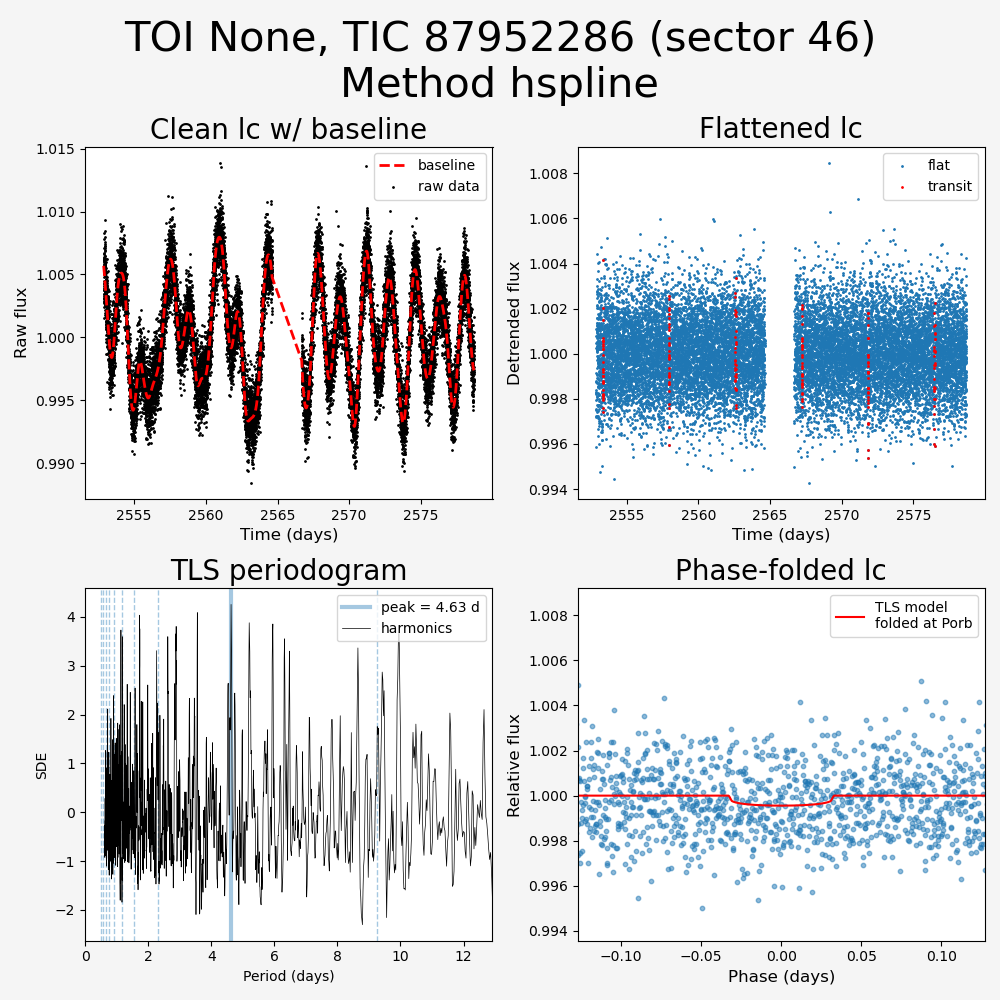 TOI None, TIC 87952286 (sector 46)
Method hspline
Clean lc w/ baseline
Raw flux
1.015
1.010
1.005
1.000
0.995
0.990
baseline
raw data
2555 2560 2565 2570 2575
Time (days)
Flattened lc
Detrended flux
1.008
1.006
1.004
1.002
1.000
0.998
0.996
0.994
flat
transit
2555 2560 2565 2570 2575
Time (days)
TLS periodogram
SDE
4
3
2
1
0
−1
−2
peak = 4.63 d
harmonics
0 2 4 6 8 10 12
Period (days)
Phase-folded lc
Relative flux
1.008
1.006
1.004
1.002
1.000
0.998
0.996
0.994
TLS model
folded at Porb
−0.10 −0.05 0.00 0.05 0.10
Phase (days)